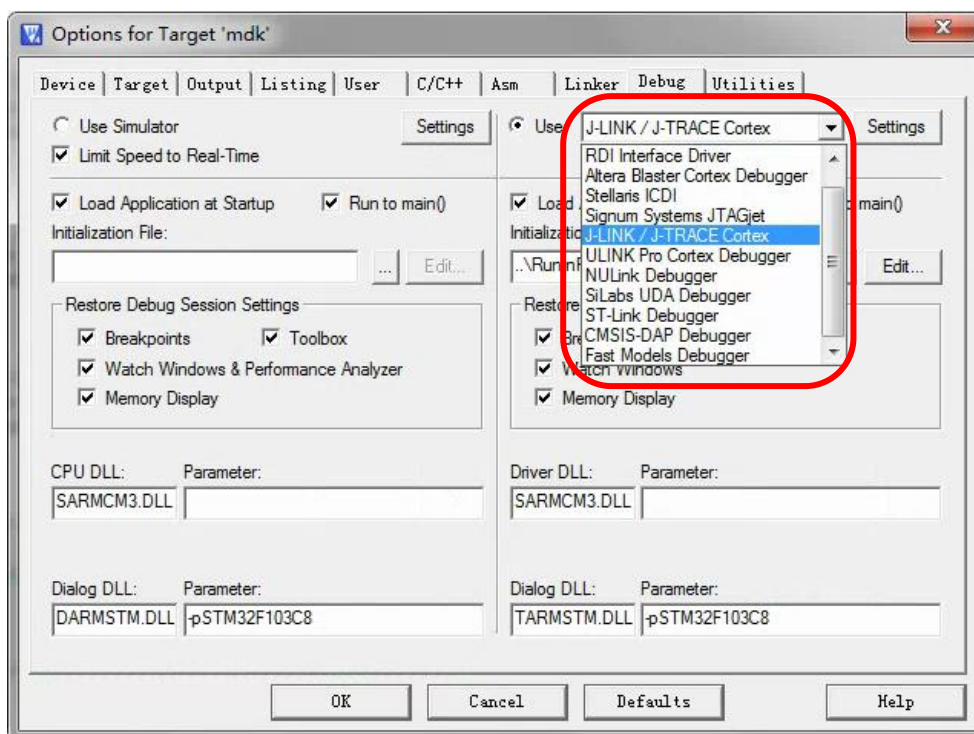 Options for Target 'mdk'
Device Target Output Listing User C/C++ Asm Linker Debug Utilities
Use Simulator Settings
Limit Speed to Real-Time
Use J-LINK / J-TRACE Cortex Settings
RDI Interface Driver
Altera Blaster Cortex Debugger
Stellaris ICDI
Signum Systems JTAGjet
J-LINK / J-TRACE Cortex
ULINK Pro Cortex Debugger
NULink Debugger
SiLabs UDA Debugger
ST-Link Debugger
CMSIS-DAP Debugger
Fast Models Debugger
Load Application at Startup Run to main()
Initialization File:
... Edit...
main()
Edit...
Restore Debug Session Settings
Breakpoints Toolbox
Watch Windows & Performance Analyzer
Memory Display
Watch Windows
Memory Display
CPU DLL: Parameter:
SARMCM3.DLL
Driver DLL: Parameter:
SARMCM3.DLL
Dialog DLL: Parameter:
DARMSTM.DLL -pSTM32F103C8
Dialog DLL: Parameter:
TARMSTM.DLL -pSTM32F103C8
OK Cancel Defaults Help